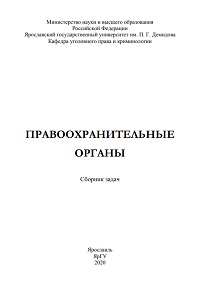 Министерство науки и высшего образования
Российской Федерации
Ярославский государственный университет им. П. Г. Демидова
Кафедра уголовного права и криминологии
ПРАВООХРАНИТЕЛЬНЫЕ
ОРГАНЫ
Сборник задач
Ярославль
ЯрГУ
2020